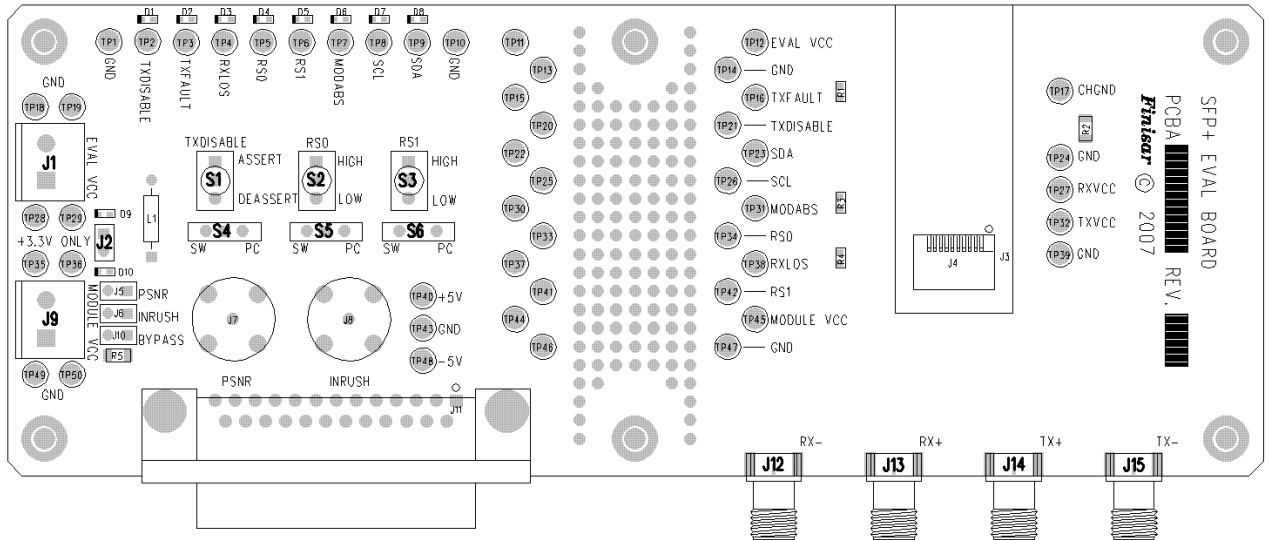 D1 D2 D3 D4 D5 D6 D7 D8
TP1 TP2 TP3 TP4 TP5 TP6 TP7 TP8 TP9 TP10 TP11
GND TXDISABLE TXFAULT RXLOS RS0 RS1 MODABS SCL SDA GND
GND
TP18 TP19
J1
EVAL VCC
TP28 TP29
+3.3V ONLY
TP35 TP36
D9
J2
D10
L1
J9
MODULE VCC
TP49 TP50
GND
J5 PSNR
J6 INRUSH
J10 BYPASS
R5
TXDISABLE RS0 RS1
S1 ASSERT DEASSERT
S2 HIGH LOW
S3 HIGH LOW
S4 S5 S6
SW PC SW PC SW PC
J7 J8
PSNR INRUSH
TP40 +5V
TP43 GND
TP48 -5V
J11
TP13
TP15
TP20
TP22
TP25
TP30
TP33
TP37
TP41
TP44
TP46
TP12 EVAL VCC
TP14 GND
TP16 TXFAULT R1
TP21 TXDISABLE
TP23 SDA
TP26 SCL
TP31 MODABS R3
TP34 RS0
TP38 RXLOS R4
TP42 RS1
TP45 MODULE VCC
TP47 GND
J4 J3
TP17 CHGND
R2
TP24 GND
TP27 RXVCC
TP32 TXVCC
TP39 GND
SFP+ EVAL BOARD
PCBA REV.
Finisar © 2007
RX- RX+ TX+ TX-
J12 J13 J14 J15